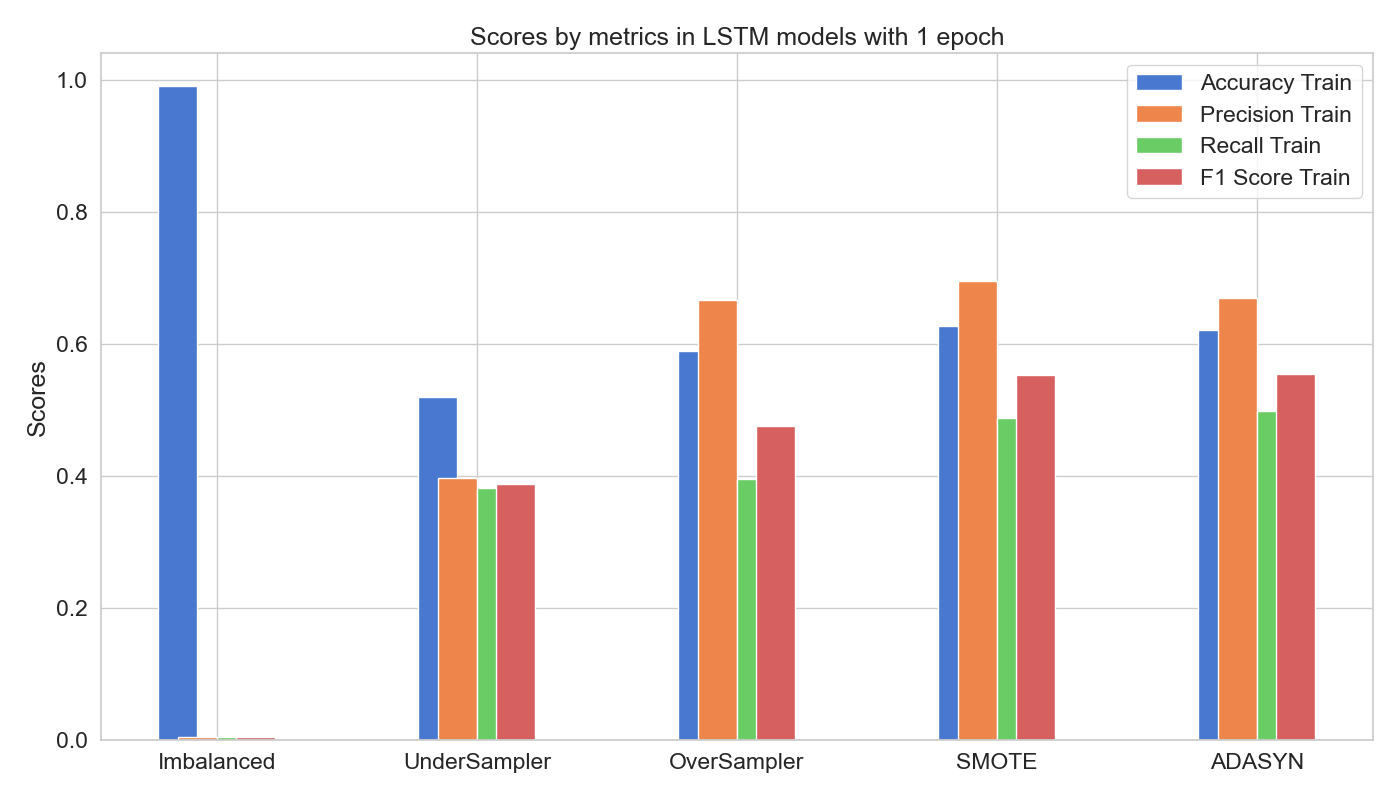 Scores by metrics in LSTM models with 1 epoch
Accuracy Train
Precision Train
Recall Train
F1 Score Train
Scores
1.0
0.8
0.6
0.4
0.2
0.0
Imbalanced UnderSampler OverSampler SMOTE ADASYN